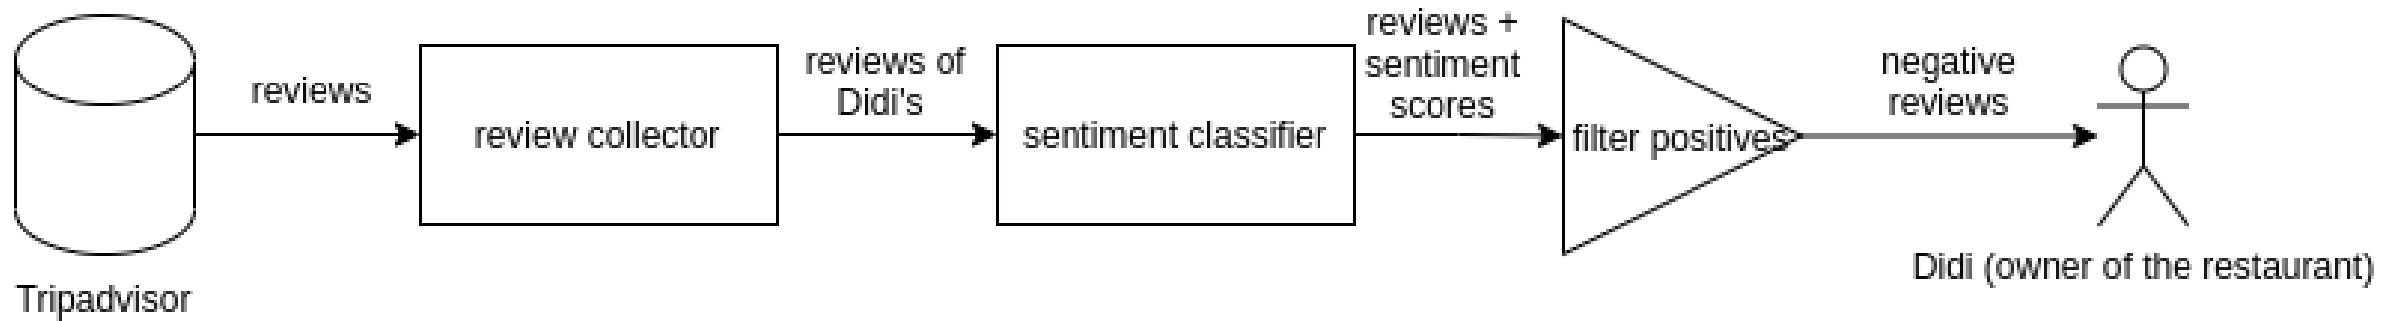 Tripadvisor
reviews
review collector
reviews of
Didi's
sentiment classifier
reviews +
sentiment
scores
filter positives
negative
reviews
Didi (owner of the restaurant)